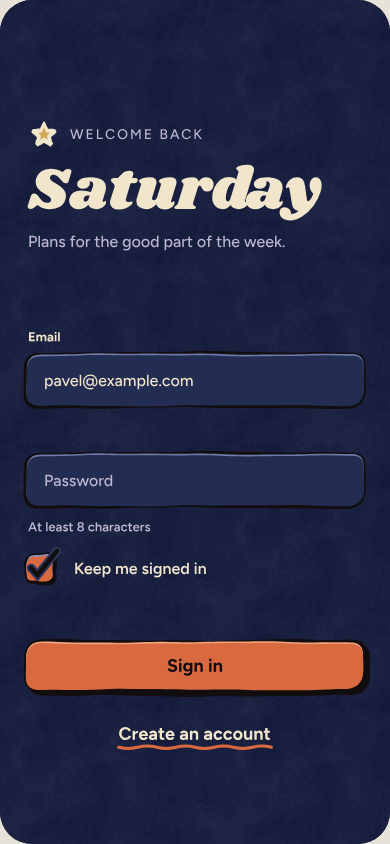 WELCOME BACK
Saturday
Plans for the good part of the week.
Email
pavel@example.com
Password
At least 8 characters
Keep me signed in
Sign in
Create an account